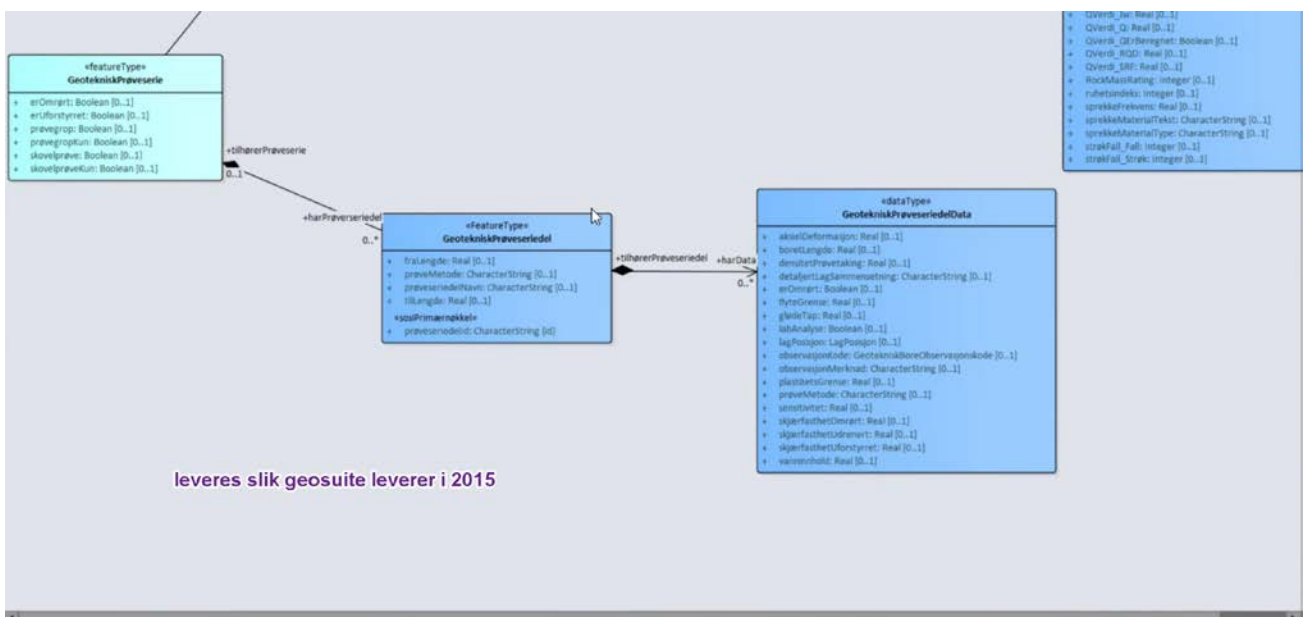 «featureType»
GeotekniskPrøveserie
+ erOmrørt: Boolean [0..1]
+ erUforstyrret: Boolean [0..1]
+ prøvegrop: Boolean [0..1]
+ prøvegropKun: Boolean [0..1]
+ skovelprøve: Boolean [0..1]
+ skovelprøveKun: Boolean [0..1]
+tilhørerPrøveserie
0..1
+harPrøverseriedel
0..*
«FeatureType»
GeotekniskPrøveseriedel
+ fraLengde: Real [0..1]
+ prøveMetode: CharacterString [0..1]
+ prøveseriedelNavn: CharacterString [0..1]
+ tilLengde: Real [0..1]
«sosiPrimærnøkkel»
+ prøveseriedelId: CharacterString {id}
+tilhørerPrøveseriedel
+harData
0..*
«dataType»
GeotekniskPrøveseriedelData
+ akselDeformasjon: Real [0..1]
+ boretLengde: Real [0..1]
+ densitetPrøvetaking: Real [0..1]
+ detaljertLagSammensetning: CharacterString [0..1]
+ erOmrørt: Boolean [0..1]
+ flyteGrense: Real [0..1]
+ glødeTap: Real [0..1]
+ labAnalyse: Boolean [0..1]
+ lagPosisjon: LagPosisjon [0..1]
+ observasjonKode: GeotekniskBoreObservasjonskode [0..1]
+ observasjonMerknad: CharacterString [0..1]
+ plastitetsGrense: Real [0..1]
+ prøveMetode: CharacterString [0..1]
+ sensitivitet: Real [0..1]
+ skjærfasthetOmrørt: Real [0..1]
+ skjærfasthetUdrenert: Real [0..1]
+ skjærfasthetUforstyrret: Real [0..1]
+ vanninnhold: Real [0..1]
+ QVerdi_Jw: Real [0..1]
+ QVerdi_Q: Real [0..1]
+ QVerdi_QErBeregnet: Boolean [0..1]
+ QVerdi_RQD: Real [0..1]
+ QVerdi_SRF: Real [0..1]
+ RockMassRating: Integer [0..1]
+ ruhetsindeks: Integer [0..1]
+ sprekkeFrekvens: Real [0..1]
+ sprekkeMaterialTekst: CharacterString [0..1]
+ sprekkeMaterialType: CharacterString [0..1]
+ strøkFall_Fall: Integer [0..1]
+ strøkFall_Strøk: Integer [0..1]
leveres slik geosuite leverer i 2015